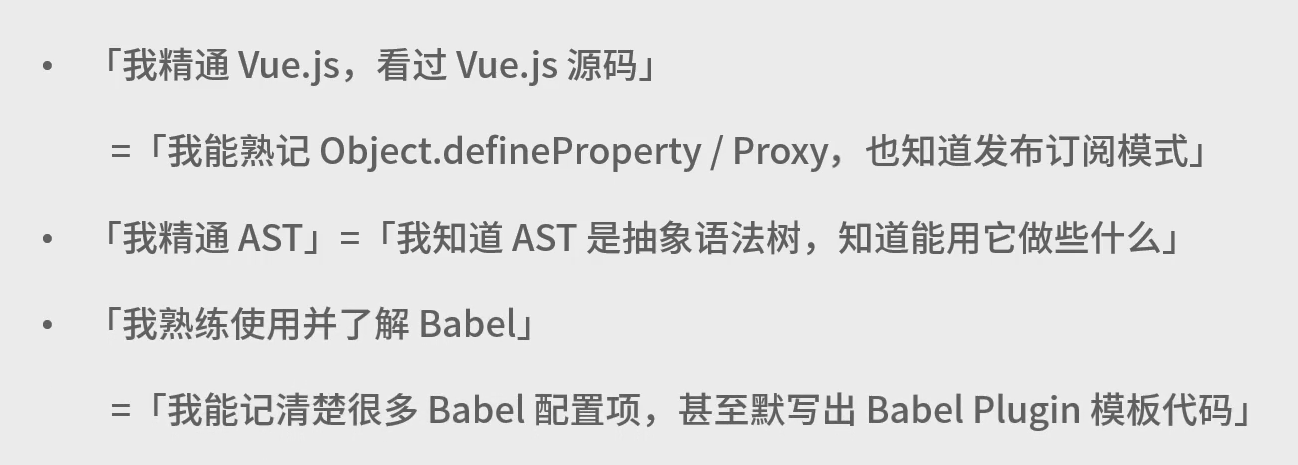 • 「我精通 Vue.js，看过 Vue.js 源码」
=「我能熟记 Object.defineProperty / Proxy，也知道发布订阅模式」
• 「我精通 AST」=「我知道 AST 是抽象语法树，知道能用它做些什么」
• 「我熟练使用并了解 Babel」
=「我能记清楚很多 Babel 配置项，甚至默写出 Babel Plugin 模板代码」